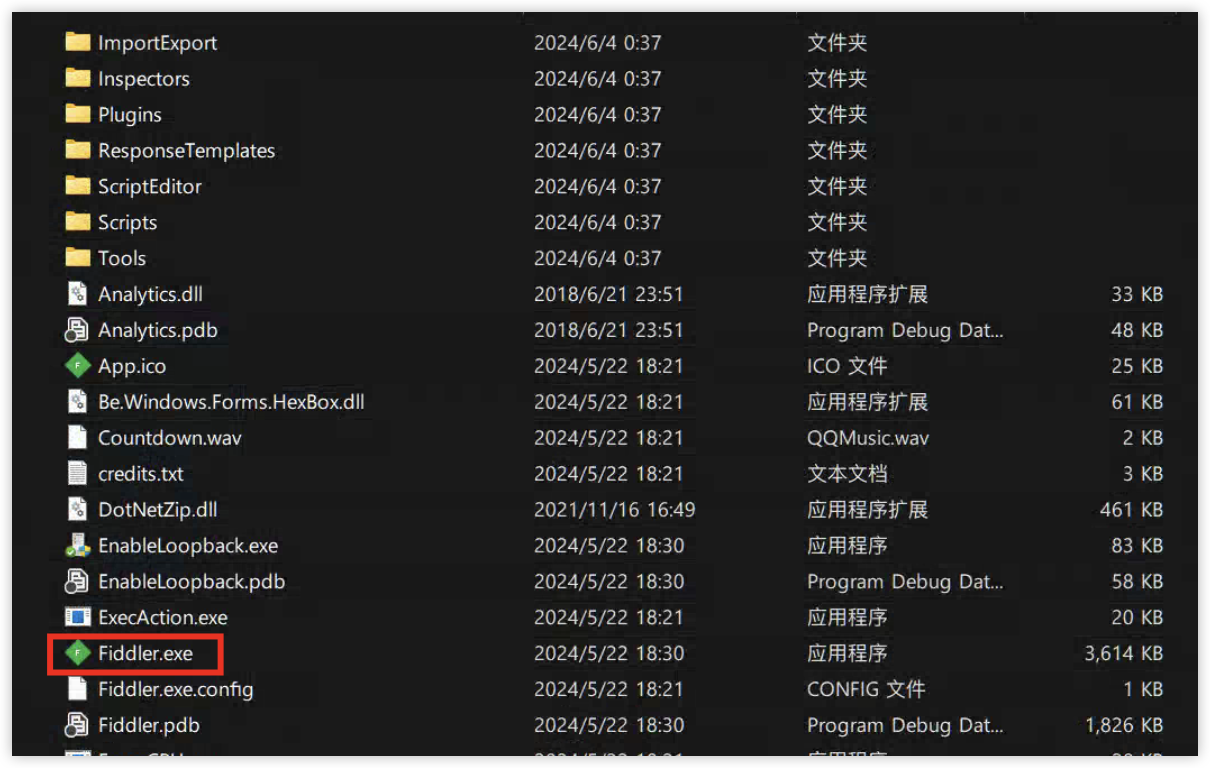 ImportExport 2024/6/4 0:37 文件夹
Inspectors 2024/6/4 0:37 文件夹
Plugins 2024/6/4 0:37 文件夹
ResponseTemplates 2024/6/4 0:37 文件夹
ScriptEditor 2024/6/4 0:37 文件夹
Scripts 2024/6/4 0:37 文件夹
Tools 2024/6/4 0:37 文件夹
Analytics.dll 2018/6/21 23:51 应用程序扩展 33 KB
Analytics.pdb 2018/6/21 23:51 Program Debug Dat... 48 KB
App.ico 2024/5/22 18:21 ICO 文件 25 KB
Be.Windows.Forms.HexBox.dll 2024/5/22 18:21 应用程序扩展 61 KB
Countdown.wav 2024/5/22 18:21 QQMusic.wav 2 KB
credits.txt 2024/5/22 18:21 文本文档 3 KB
DotNetZip.dll 2021/11/16 16:49 应用程序扩展 461 KB
EnableLoopback.exe 2024/5/22 18:30 应用程序 83 KB
EnableLoopback.pdb 2024/5/22 18:30 Program Debug Dat... 58 KB
ExecAction.exe 2024/5/22 18:21 应用程序 20 KB
Fiddler.exe 2024/5/22 18:30 应用程序 3,614 KB
Fiddler.exe.config 2024/5/22 18:21 CONFIG 文件 1 KB
Fiddler.pdb 2024/5/22 18:30 Program Debug Dat... 1,826 KB